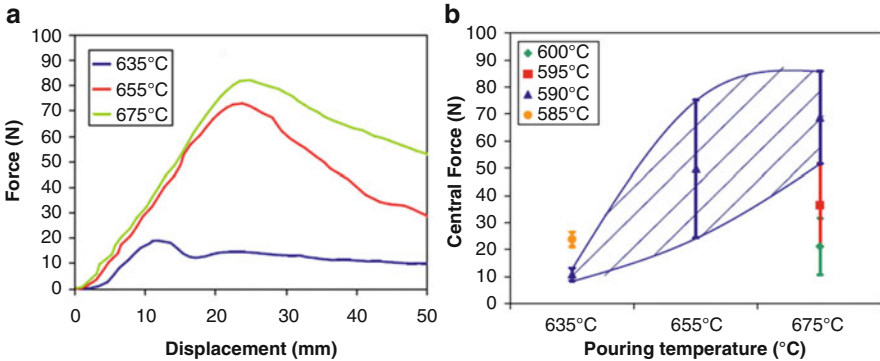 a
100
90
80
70
60
50
40
30
20
10
0
Force (N)
635°C
655°C
675°C
0 10 20 30 40 50
Displacement (mm)
b
100
90
80
70
60
50
40
30
20
10
0
Central Force (N)
600°C
595°C
590°C
585°C
635°C 655°C 675°C
Pouring temperature (°C)